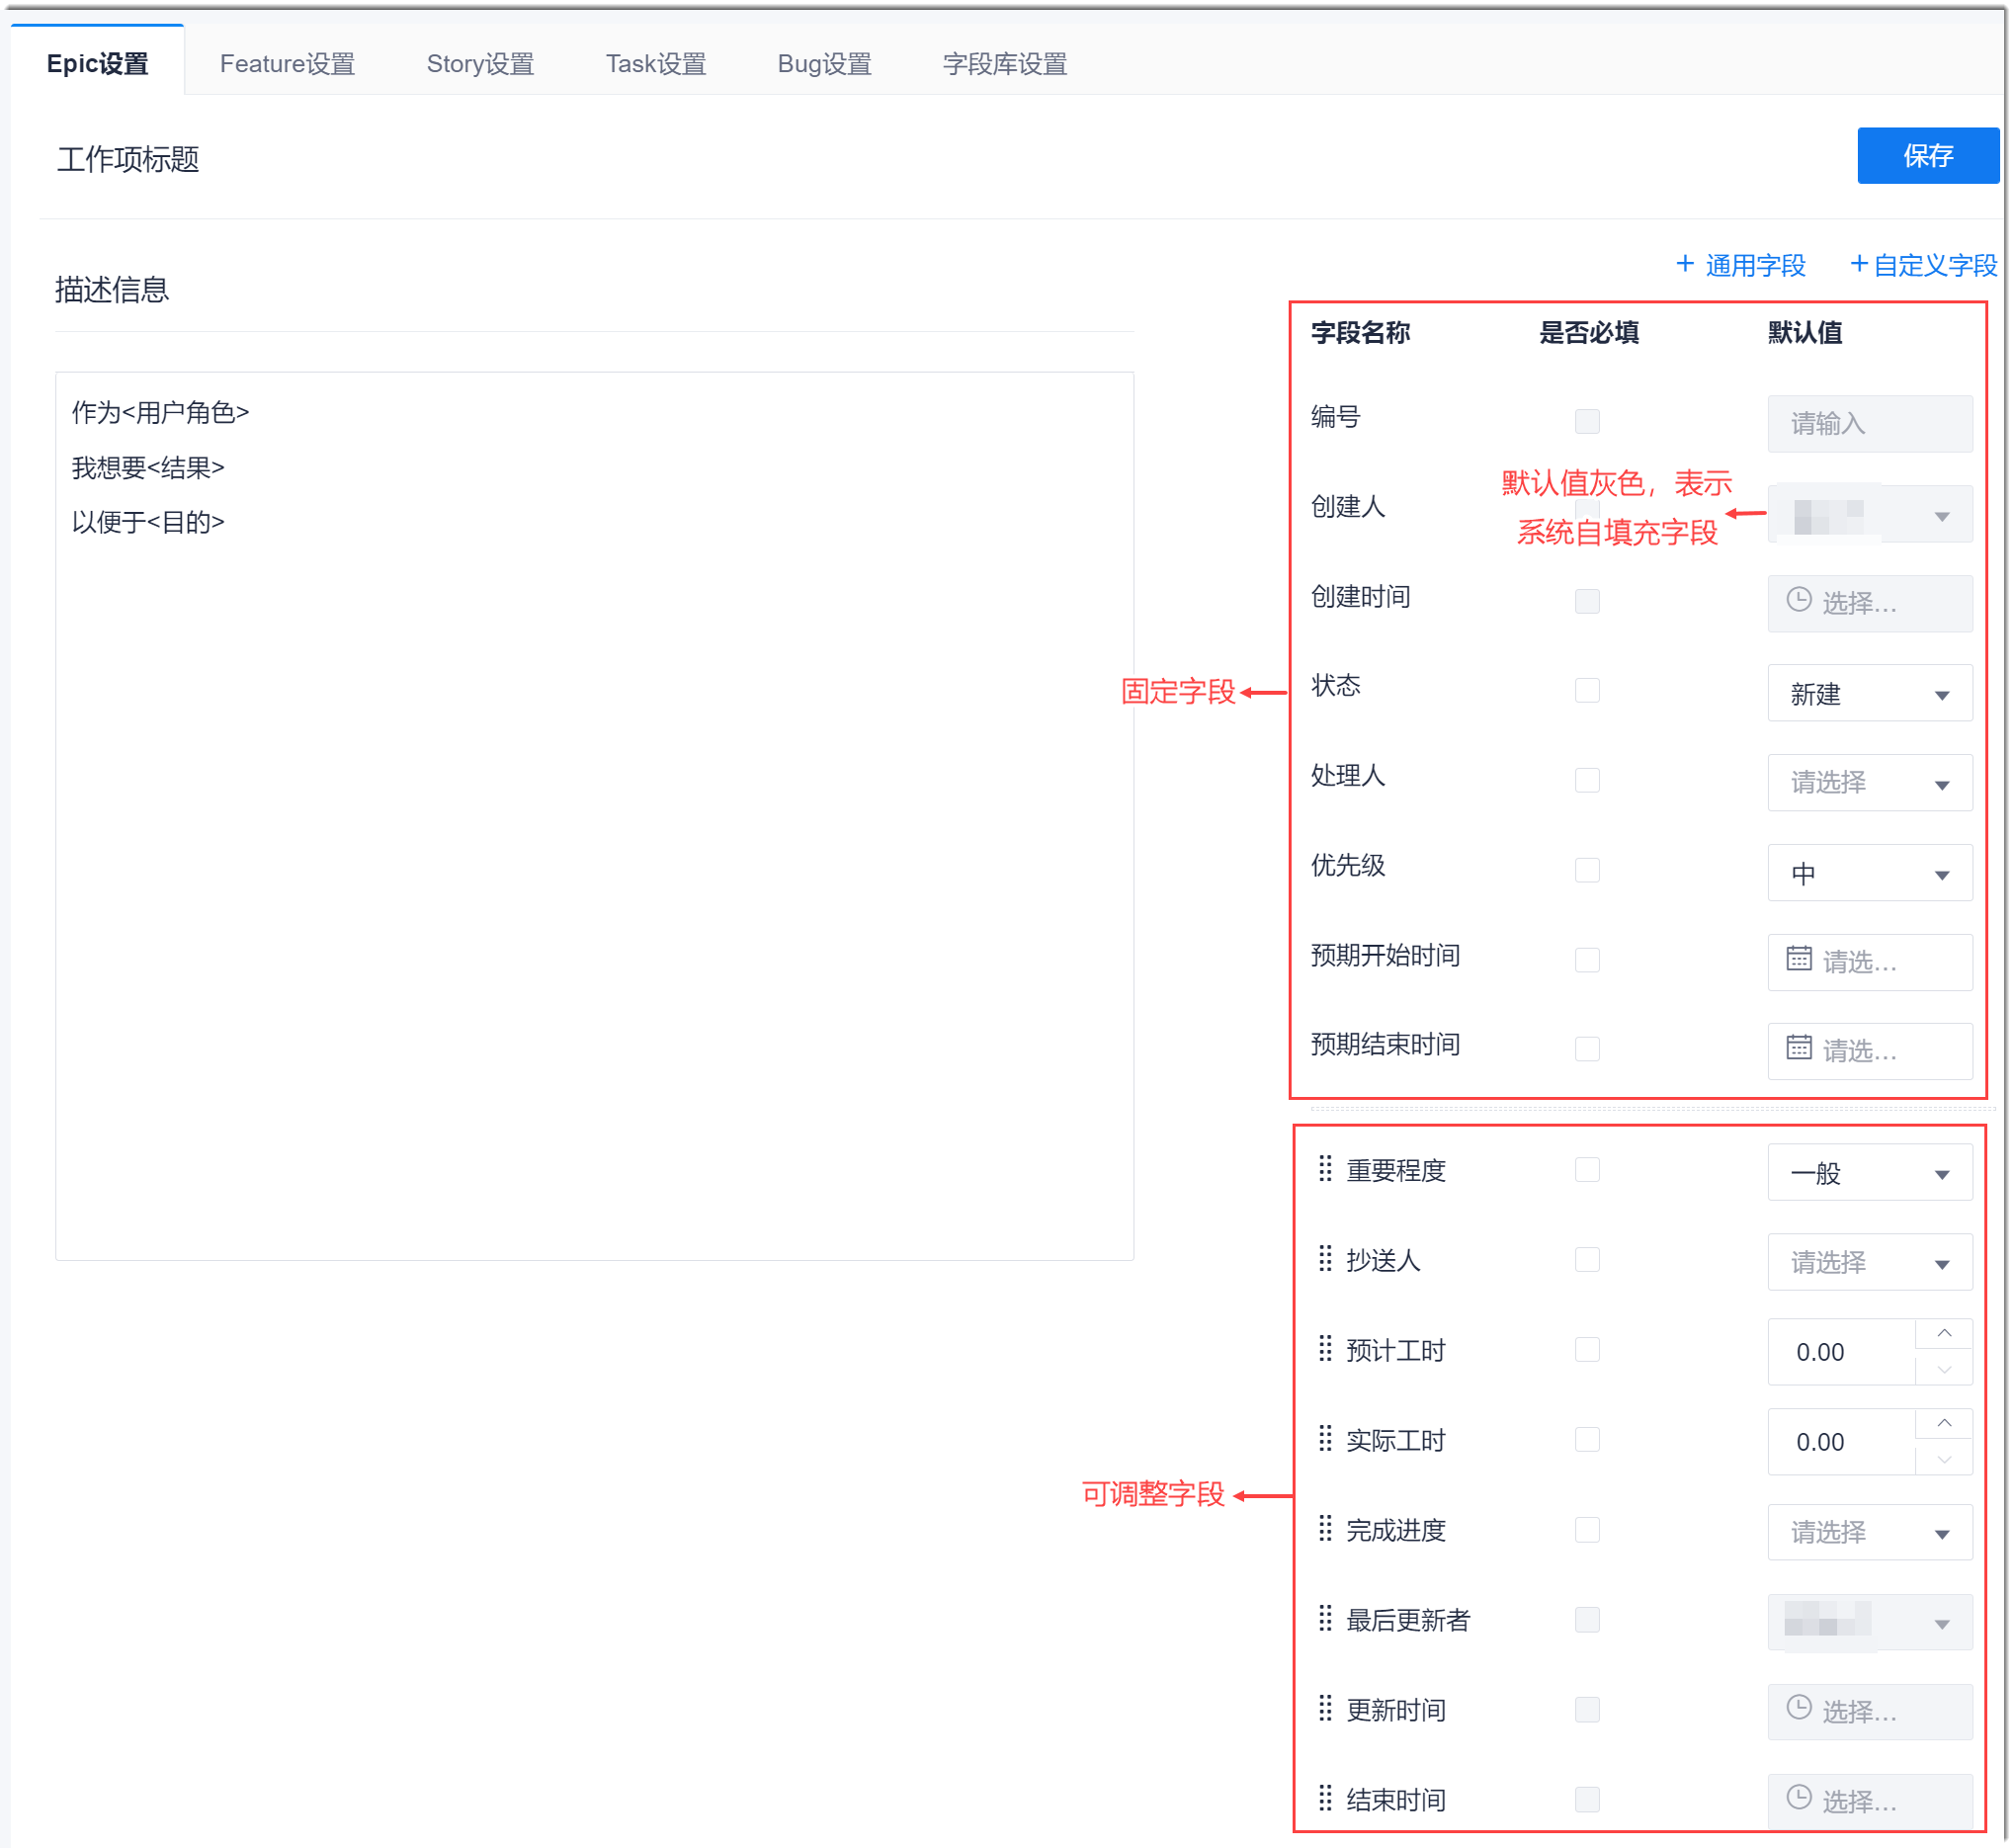 Epic设置 Feature设置 Story设置 Task设置 Bug设置 字段库设置
工作项标题 保存
+ 通用字段 +自定义字段
描述信息
作为<用户角色>
我想要<结果>
以便于<目的>
字段名称 是否必填 默认值
编号 请输入
创建人
默认值灰色，表示
系统自填充字段
创建时间 选择...
固定字段
状态 新建
处理人 请选择
优先级 中
预期开始时间 请选...
预期结束时间 请选...
重要程度 一般
抄送人 请选择
预计工时 0.00
实际工时 0.00
可调整字段
完成进度 请选择
最后更新者
更新时间 选择...
结束时间 选择...